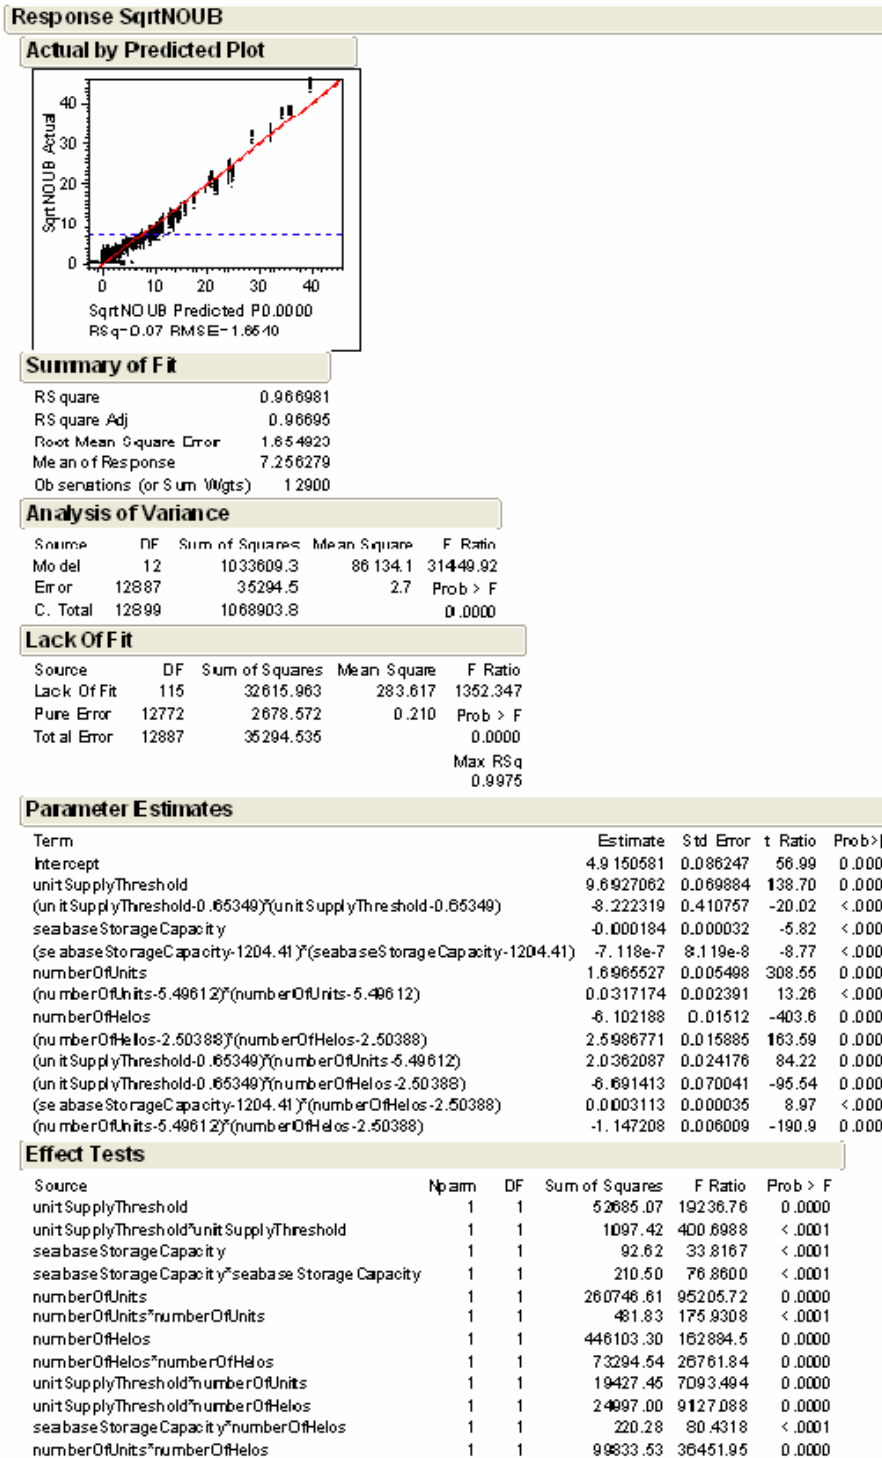 Response SqrtNOUB
Actual by Predicted Plot
40
30
20
10
0
SqrtNOUB Actual
0 10 20 30 40
SqrtNOUB Predicted P0.0000
RSq=0.07 RMSE=1.6540
Summary of Fit
RSquare 0.966981
RSquare Adj 0.96695
Root Mean Square Error 1.654923
Mean of Response 7.256279
Observations (or Sum Wgts) 12900
Analysis of Variance
Source DF Sum of Squares Mean Square F Ratio
Model 12 1033609.3 86134.1 31449.92
Error 12887 35294.5 2.7 Prob > F
C. Total 12899 1068903.8 0.0000
Lack Of Fit
Source DF Sum of Squares Mean Square F Ratio
Lack Of Fit 115 32615.963 283.617 1352.347
Pure Error 12772 2678.572 0.210 Prob > F
Total Error 12887 35294.535 0.0000
Max RSq
0.9975
Parameter Estimates
Term Estimate Std Error t Ratio Prob>|
Intercept 4.9150581 0.086247 56.99 0.000
unitSupplyThreshold 9.6927062 0.069884 138.70 0.000
(unitSupplyThreshold-0.65349)*(unitSupplyThreshold-0.65349) -8.222319 0.410757 -20.02 <.000
seabaseStorageCapacity -0.000184 0.000032 -5.82 <.000
(seabaseStorageCapacity-1204.41)*(seabaseStorageCapacity-1204.41) -7.118e-7 8.119e-8 -8.77 <.000
numberOfUnits 1.6965527 0.005498 308.55 0.000
(numberOfUnits-5.49612)*(numberOfUnits-5.49612) 0.0317174 0.002391 13.26 <.000
numberOfHelos -6.102188 0.01512 -403.6 0.000
(numberOfHelos-2.50388)*(numberOfHelos-2.50388) 2.5986771 0.015885 163.59 0.000
(unitSupplyThreshold-0.65349)*(numberOfUnits-5.49612) 2.0362087 0.024176 84.22 0.000
(unitSupplyThreshold-0.65349)*(numberOfHelos-2.50388) -6.691413 0.070041 -95.54 0.000
(seabaseStorageCapacity-1204.41)*(numberOfHelos-2.50388) 0.0003113 0.000035 8.97 <.000
(numberOfUnits-5.49612)*(numberOfHelos-2.50388) -1.147208 0.006009 -190.9 0.000
Effect Tests
Source Nparm DF Sum of Squares F Ratio Prob > F
unitSupplyThreshold 1 1 52685.07 19236.76 0.0000
unitSupplyThreshold*unitSupplyThreshold 1 1 1097.42 400.6988 <.0001
seabaseStorageCapacity 1 1 92.62 33.8167 <.0001
seabaseStorageCapacity*seabaseStorageCapacity 1 1 210.50 76.8600 <.0001
numberOfUnits 1 1 260746.61 95205.72 0.0000
numberOfUnits*numberOfUnits 1 1 481.83 175.9308 <.0001
numberOfHelos 1 1 446103.30 162884.5 0.0000
numberOfHelos*numberOfHelos 1 1 73294.54 26761.84 0.0000
unitSupplyThreshold*numberOfUnits 1 1 19427.45 7093.494 0.0000
unitSupplyThreshold*numberOfHelos 1 1 24997.00 9127.088 0.0000
seabaseStorageCapacity*numberOfHelos 1 1 220.28 80.4318 <.0001
numberOfUnits*numberOfHelos 1 1 99833.53 36451.95 0.0000